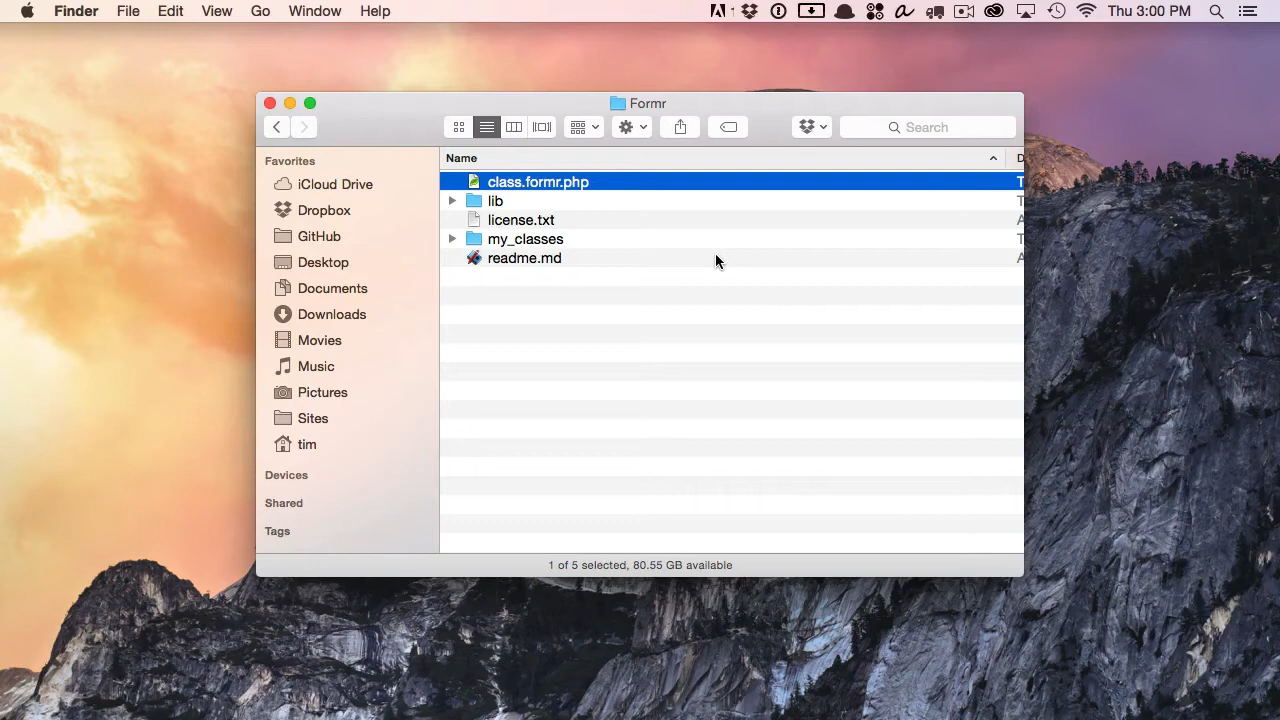 Finder File Edit View Go Window Help 1 Thu 3:00 PM
Formr
Search
Favorites
iCloud Drive
Dropbox
GitHub
Desktop
Documents
Downloads
Movies
Music
Pictures
Sites
tim
Devices
Shared
Tags
Name D
class.formr.php T
lib T
license.txt A
my_classes T
readme.md A
1 of 5 selected, 80.55 GB available